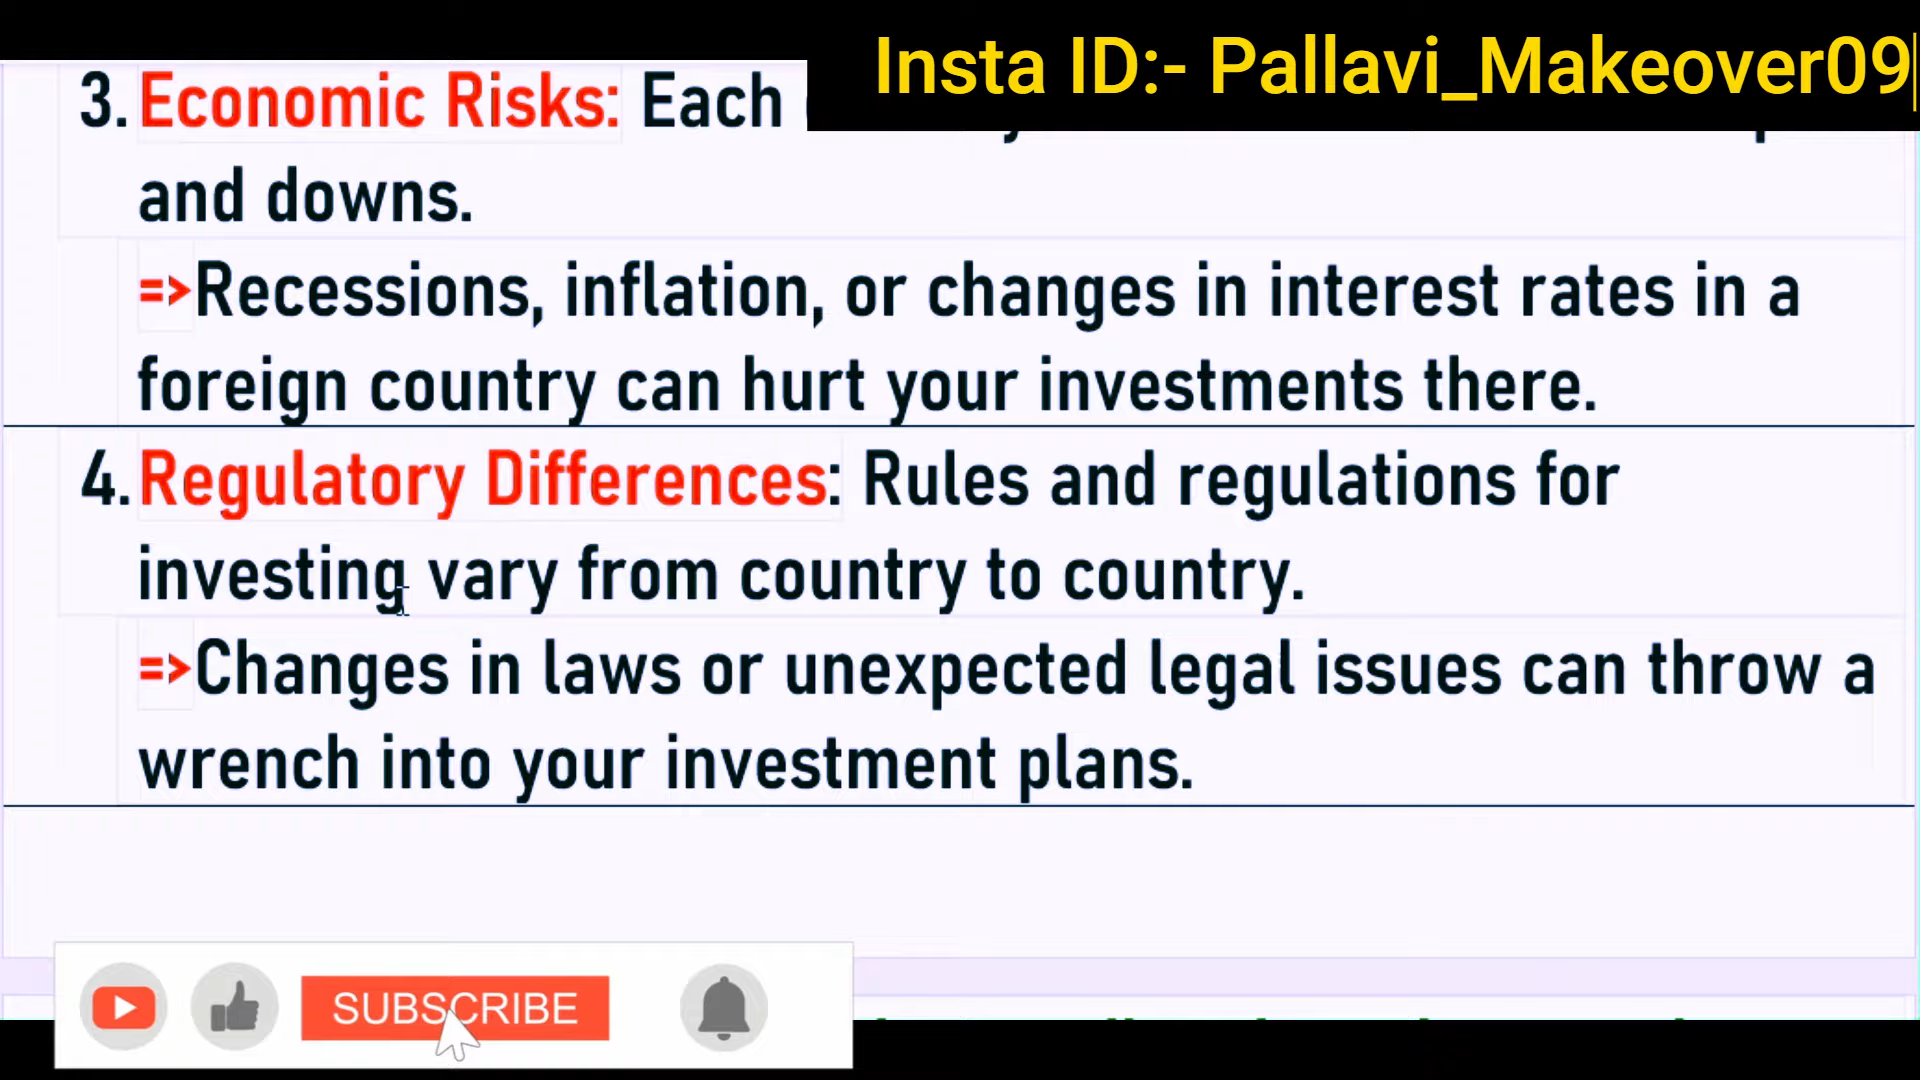 Insta ID:- Pallavi_Makeover09
3. Economic Risks: Each
and downs.
=>Recessions, inflation, or changes in interest rates in a
foreign country can hurt your investments there.
4. Regulatory Differences: Rules and regulations for
investing vary from country to country.
=>Changes in laws or unexpected legal issues can throw a
wrench into your investment plans.
SUBSCRIBE